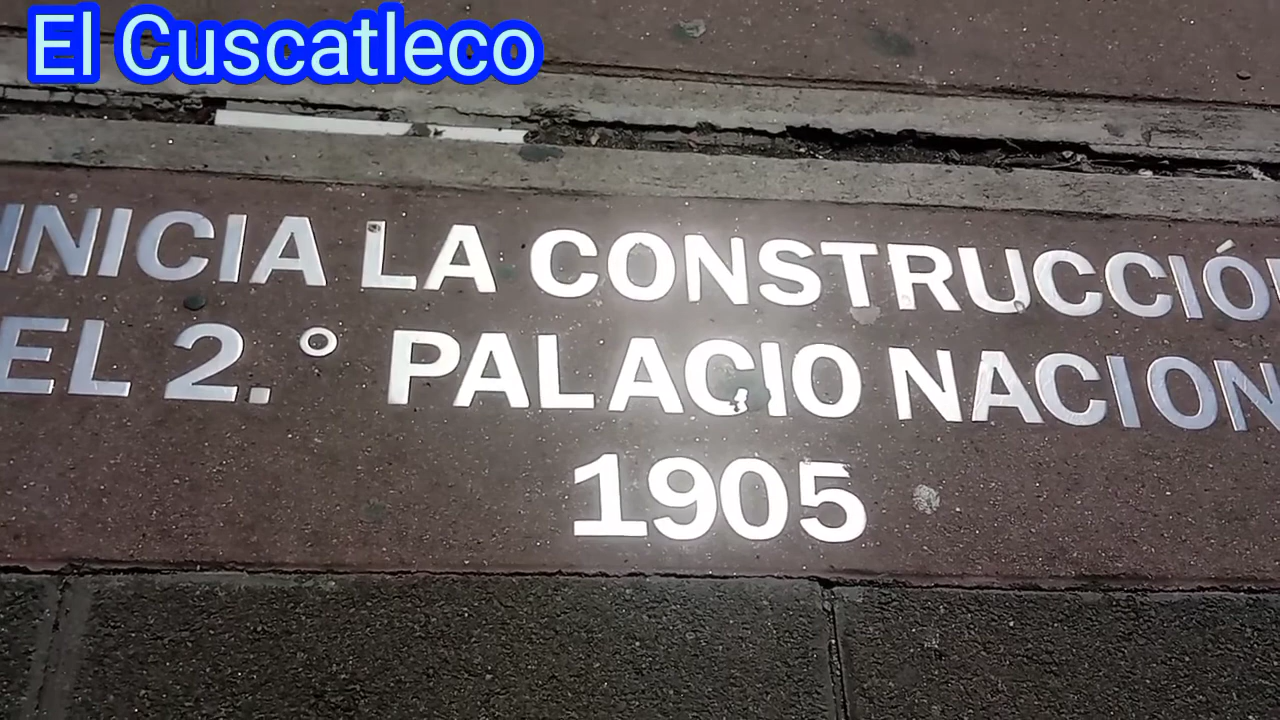 El Cuscatleco
INICIA LA CONSTRUCCIÓ
EL 2.° PALACIO NACION
1905